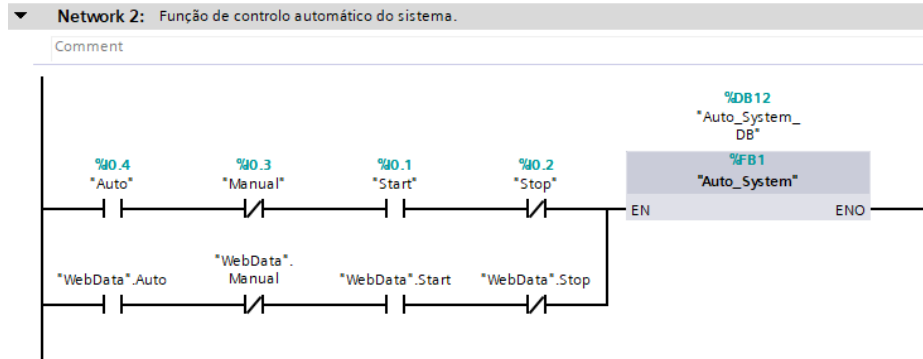 Network 2: Função de controlo automático do sistema.
Comment
%DB12
"Auto_System_
DB"
%I0.4
"Auto"
%I0.3
"Manual"
%I0.1
"Start"
%I0.2
"Stop"
%FB1
"Auto_System"
EN
ENO
"WebData".Auto
"WebData".
Manual
"WebData".Start
"WebData".Stop